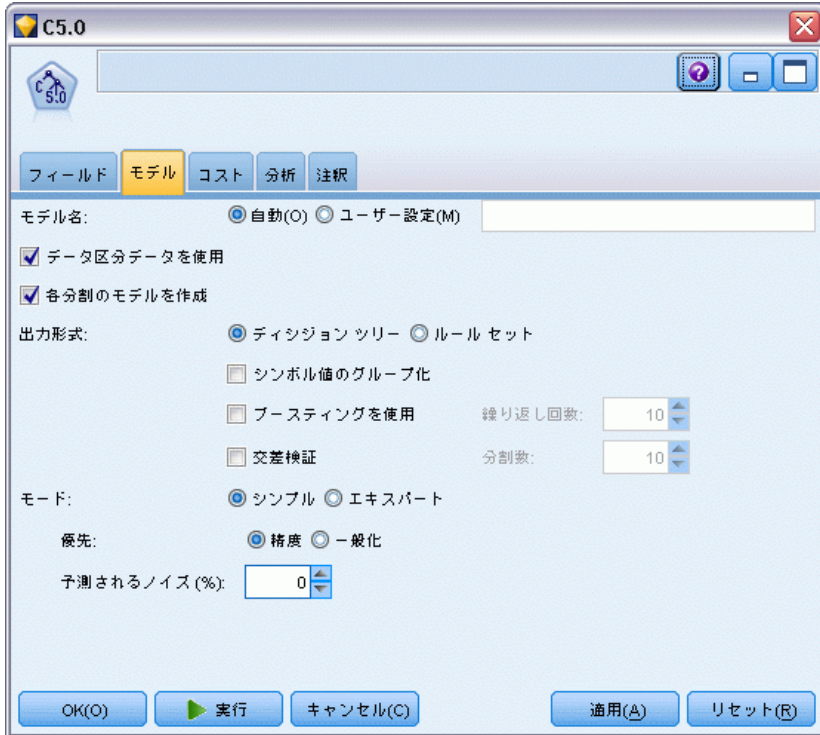 C5.0
C 5.0
フィールド モデル コスト 分析 注釈
モデル名: 自動(O) ユーザー設定(M)
データ区分データを使用
各分割のモデルを作成
出力形式: ディシジョン ツリー ルール セット
シンボル値のグループ化
ブースティングを使用 繰り返し回数: 10
交差検証 分割数: 10
モード: シンプル エキスパート
優先: 精度 一般化
予測されるノイズ(%): 0
OK(O) 実行 キャンセル(C) 適用(A) リセット(R)